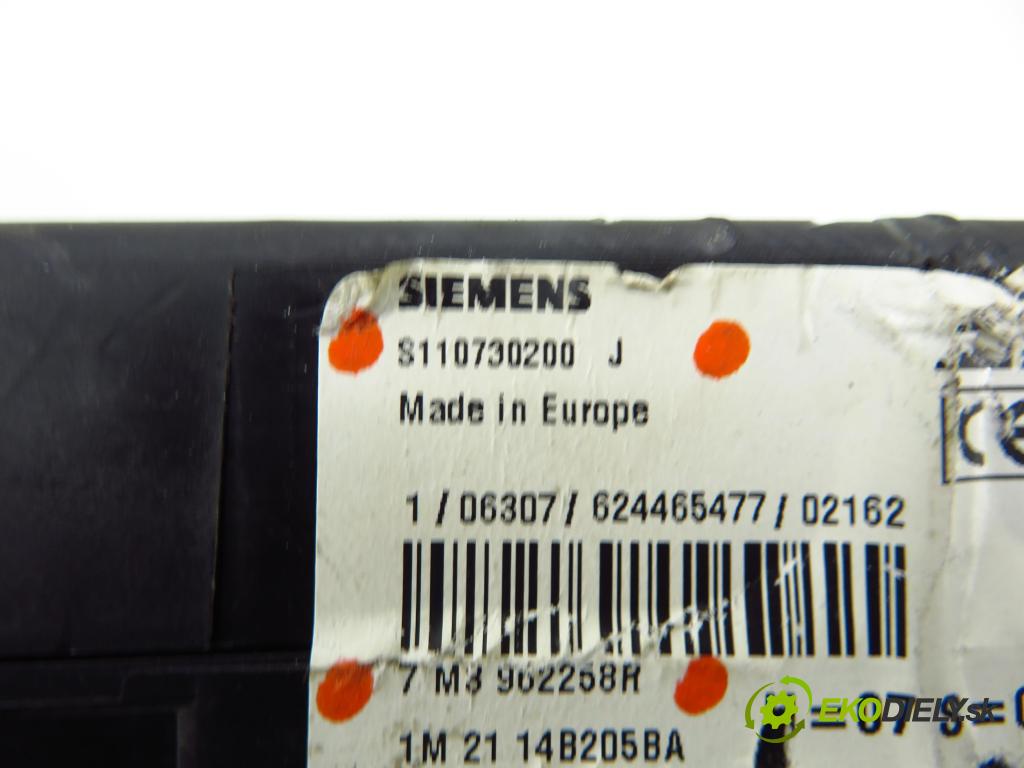 SIEMENS
S110730200 J
Made in Europe
1 / 06307 / 624465477 / 02162
7 M3 962258R
1M 21 14B205BA
EKODIELY.sk